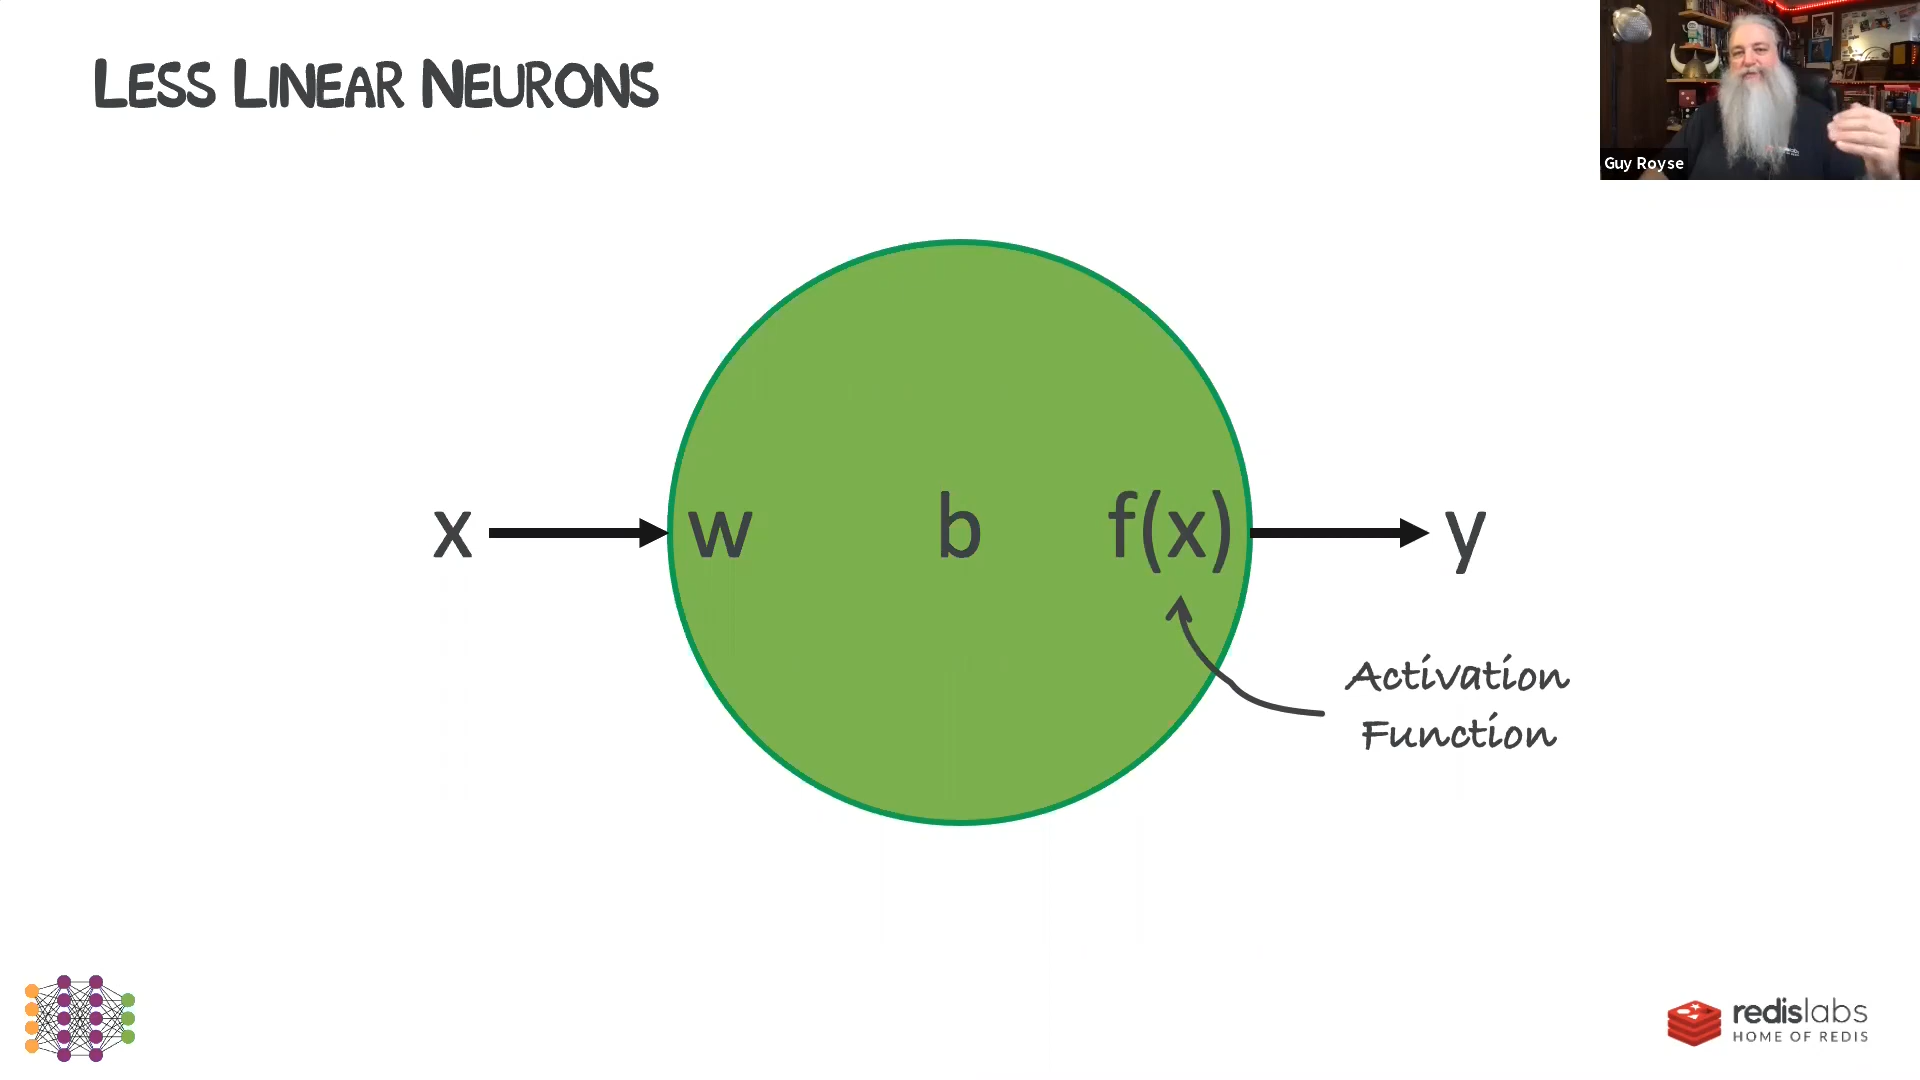 LESS LINEAR NEURONS
Guy Royse
x w b f(x) y
Activation
Function
redislabs
HOME OF REDIS